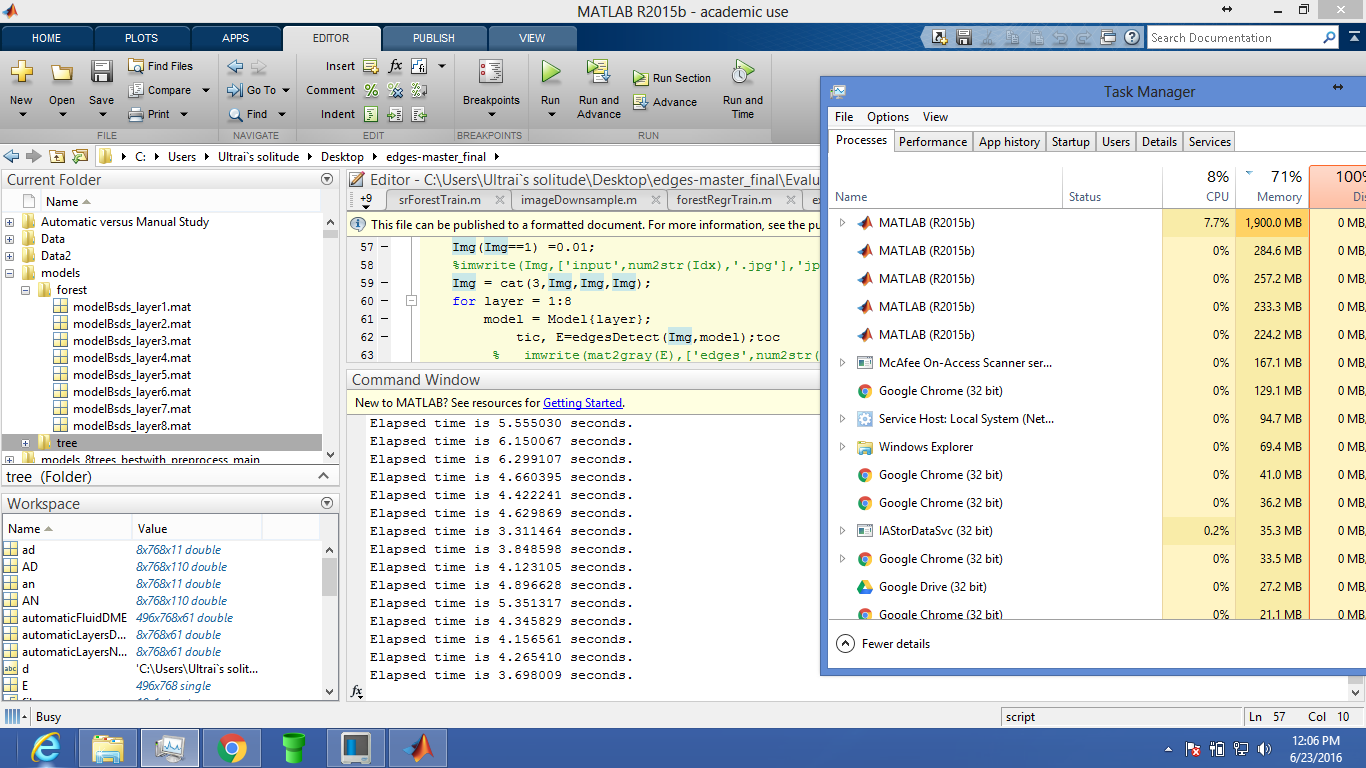 MATLAB R2015b - academic use
HOME PLOTS APPS EDITOR PUBLISH VIEW
Search Documentation
New Open Save
Find Files
Compare
Print
Go To
Find
Insert
Comment
Indent
fx
Breakpoints
Run
Run and Advance
Run Section
Advance
Run and Time
FILE NAVIGATE EDIT BREAKPOINTS RUN
C: Users Ultrai`s solitude Desktop edges-master_final
Current Folder
Name
Automatic versus Manual Study
Data
Data2
models
forest
modelBsds_layer1.mat
modelBsds_layer2.mat
modelBsds_layer3.mat
modelBsds_layer4.mat
modelBsds_layer5.mat
modelBsds_layer6.mat
modelBsds_layer7.mat
modelBsds_layer8.mat
tree
models_8trees_bestwith_preprocess_main
tree (Folder)
Workspace
Name Value
ad 8x768x11 double
AD 8x768x110 double
an 8x768x11 double
AN 8x768x110 double
automaticFluidDME 496x768x61 double
automaticLayersD... 8x768x61 double
automaticLayersN... 8x768x61 double
abc d 'C:\Users\Ultrai`s solit...
E 496x768 single
Editor - C:\Users\Ultrai`s solitude\Desktop\edges-master_final\Evalu
+9 srForestTrain.m imageDownsample.m forestRegrTrain.m
This file can be published to a formatted document. For more information, see the pu
57 Img(Img==1) =0.01;
58 %imwrite(Img,['input',num2str(Idx),'.jpg'],'jp
59 Img = cat(3,Img,Img,Img);
60 for layer = 1:8
61 model = Model{layer};
62 tic, E=edgesDetect(Img,model);toc
63 % imwrite(mat2gray(E),['edges',num2str(
Command Window
New to MATLAB? See resources for Getting Started.
Elapsed time is 5.555030 seconds.
Elapsed time is 6.150067 seconds.
Elapsed time is 6.299107 seconds.
Elapsed time is 4.660395 seconds.
Elapsed time is 4.422241 seconds.
Elapsed time is 4.629869 seconds.
Elapsed time is 3.311464 seconds.
Elapsed time is 3.848598 seconds.
Elapsed time is 4.123105 seconds.
Elapsed time is 4.896628 seconds.
Elapsed time is 5.351317 seconds.
Elapsed time is 4.345829 seconds.
Elapsed time is 4.156561 seconds.
Elapsed time is 4.265410 seconds.
Elapsed time is 3.698009 seconds.
fx
Task Manager
File Options View
Processes Performance App history Startup Users Details Services
8% 71% 100%
Name Status CPU Memory Dis
MATLAB (R2015b) 7.7% 1,900.0 MB 0 MB
MATLAB (R2015b) 0% 284.6 MB 0 MB
MATLAB (R2015b) 0% 257.2 MB 0 MB
MATLAB (R2015b) 0% 233.3 MB 0 MB
MATLAB (R2015b) 0% 224.2 MB 0 MB
McAfee On-Access Scanner ser... 0% 167.1 MB 0 MB
Google Chrome (32 bit) 0% 129.1 MB 0 MB
Service Host: Local System (Net... 0% 94.7 MB 0 MB
Windows Explorer 0% 69.4 MB 0 MB
Google Chrome (32 bit) 0% 41.0 MB 0 MB
Google Chrome (32 bit) 0% 36.2 MB 0 MB
IAStorDataSvc (32 bit) 0.2% 35.3 MB 0 MB
Google Chrome (32 bit) 0% 33.5 MB 0 MB
Google Drive (32 bit) 0% 27.2 MB 0 MB
Google Chrome (32 bit) 0% 21.1 MB 0 MB
Fewer details
Busy
script Ln 57 Col 10
12:06 PM
6/23/2016